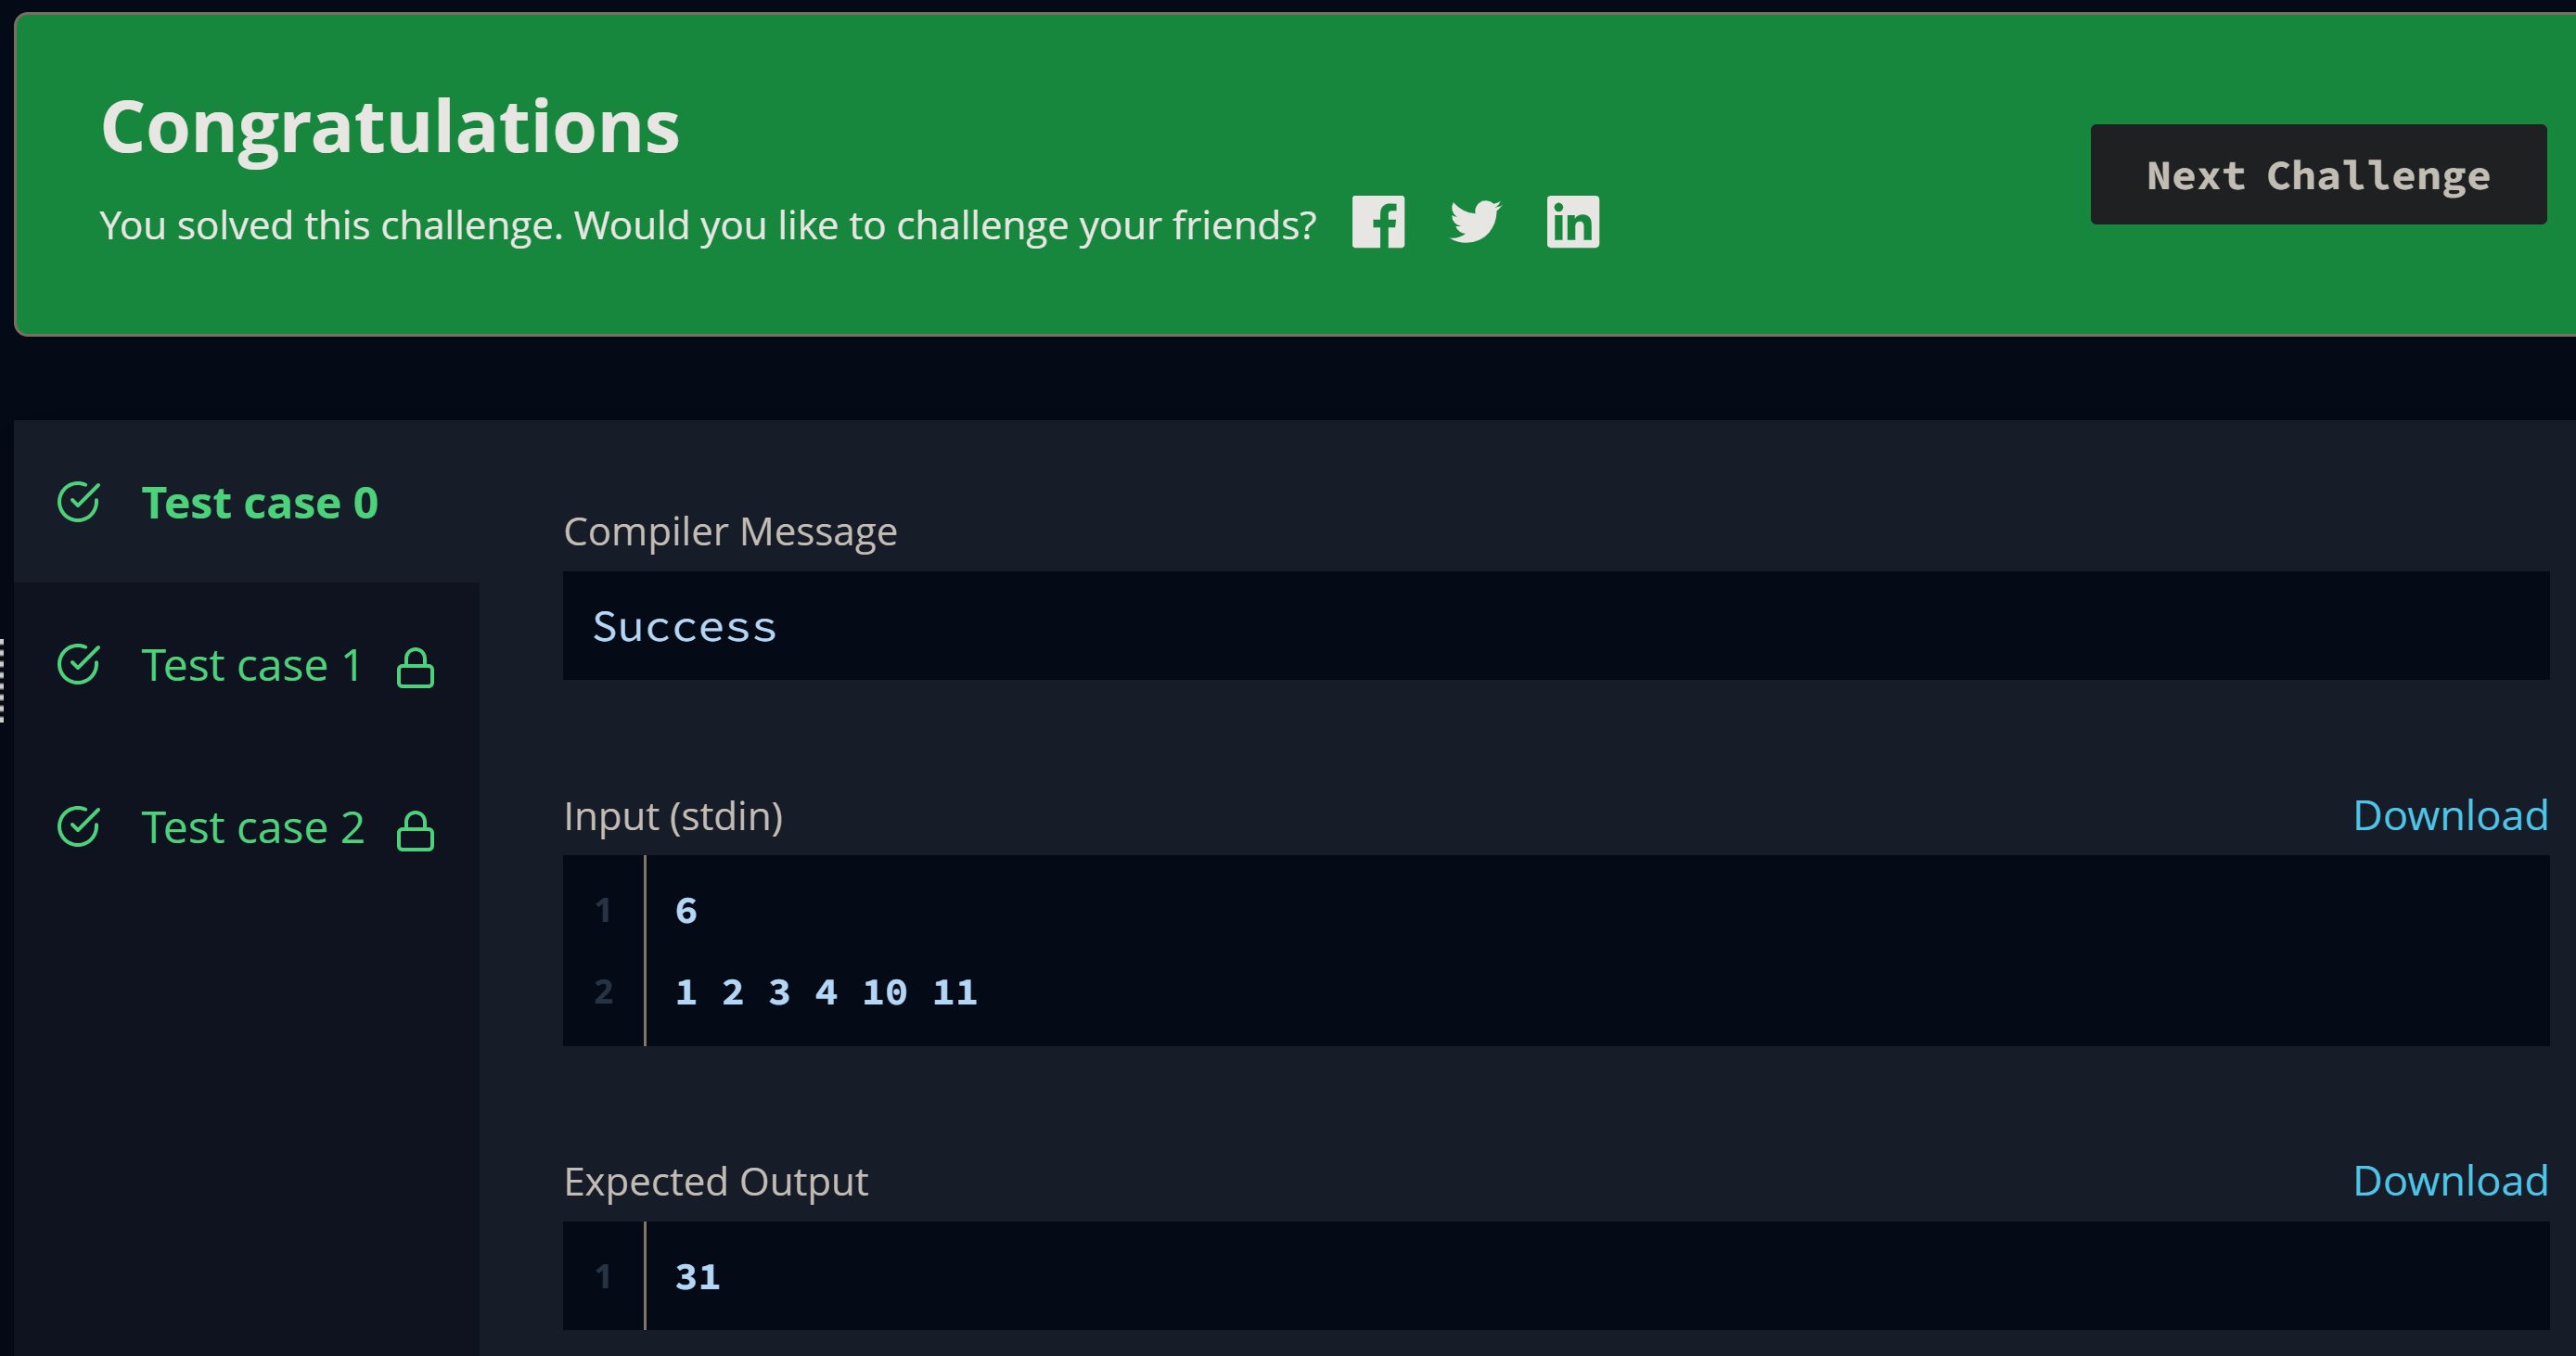 Congratulations
You solved this challenge. Would you like to challenge your friends?
Next Challenge
Test case 0
Test case 1
Test case 2
Compiler Message
Success
Input (stdin)
Download
1 6
2 1 2 3 4 10 11
Expected Output
Download
1 31